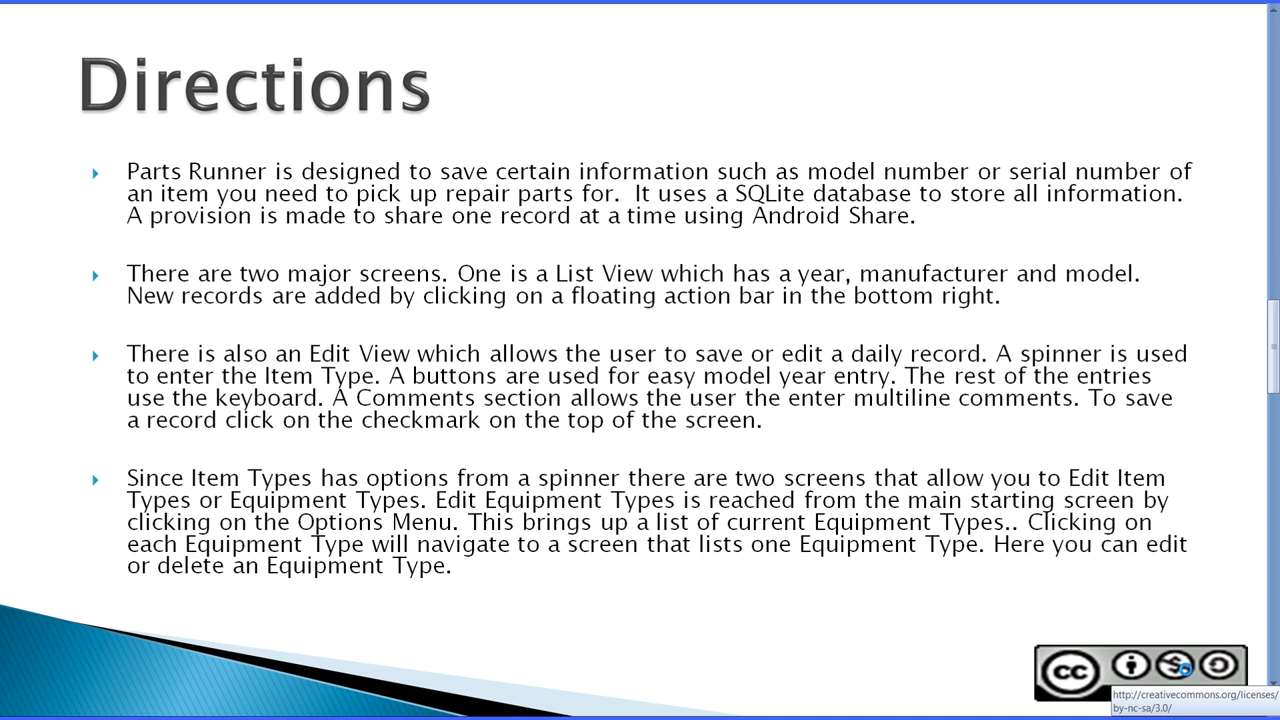 Directions
Parts Runner is designed to save certain information such as model number or serial number of
an item you need to pick up repair parts for.  It uses a SQLite database to store all information.
A provision is made to share one record at a time using Android Share.
There are two major screens. One is a List View which has a year, manufacturer and model.
New records are added by clicking on a floating action bar in the bottom right.
There is also an Edit View which allows the user to save or edit a daily record. A spinner is used
to enter the Item Type. A buttons are used for easy model year entry. The rest of the entries
use the keyboard. A Comments section allows the user the enter multiline comments. To save
a record click on the checkmark on the top of the screen.
Since Item Types has options from a spinner there are two screens that allow you to Edit Item
Types or Equipment Types. Edit Equipment Types is reached from the main starting screen by
clicking on the Options Menu. This brings up a list of current Equipment Types.. Clicking on
each Equipment Type will navigate to a screen that lists one Equipment Type. Here you can edit
or delete an Equipment Type.
cc
http://creativecommons.org/licenses/
by-nc-sa/3.0/